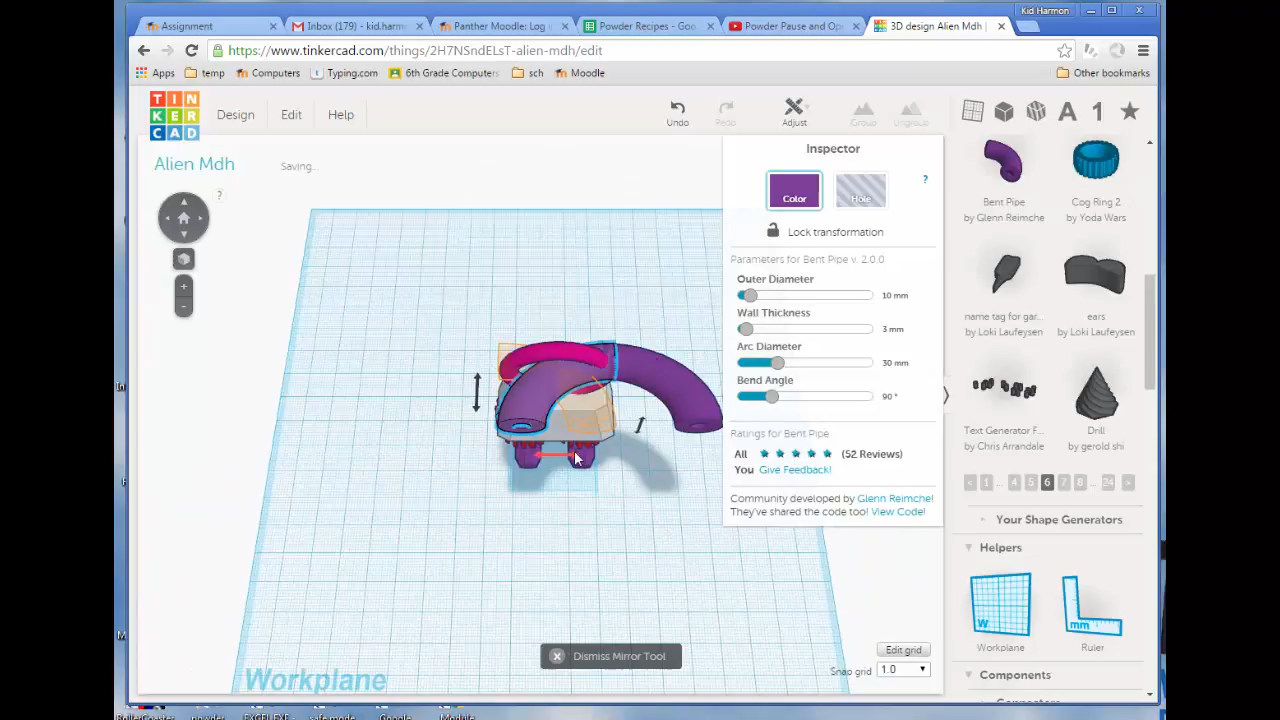 Kid Harmon
Assignment
Inbox (179) - kid.harm
Panther Moodle: Log i
Powder Recipes - Goo
Powder Pause and Op
3D design Alien Mdh |
https://www.tinkercad.com/things/2H7NSndELsT-alien-mdh/edit
Apps temp Computers Typing.com 6th Grade Computers sch Moodle Other bookmarks
TIN
KER
CAD
Design Edit Help
Undo Redo Adjust Group Ungroup
Alien Mdh
Saving...
?
Inspector
Color Hole ?
Lock transformation
Parameters for Bent Pipe v. 2.0.0
Outer Diameter
10 mm
Wall Thickness
3 mm
Arc Diameter
30 mm
Bend Angle
90 °
Ratings for Bent Pipe
All (52 Reviews)
You Give Feedback!
Community developed by Glenn Reimche!
They've shared the code too! View Code!
A 1
Bent Pipe
by Glenn Reimche
Cog Ring 2
by Yoda Wars
name tag for gar...
by Loki Laufeysen
ears
by Loki Laufeysen
Text Generator F...
by Chris Arrandale
Drill
by gerold shi
< 1 ... 4 5 6 7 8 ... 24 >
Your Shape Generators
Helpers
W
mm
Workplane
Ruler
Components
Dismiss Mirror Tool
Edit grid
Snap grid 1.0
Workplane